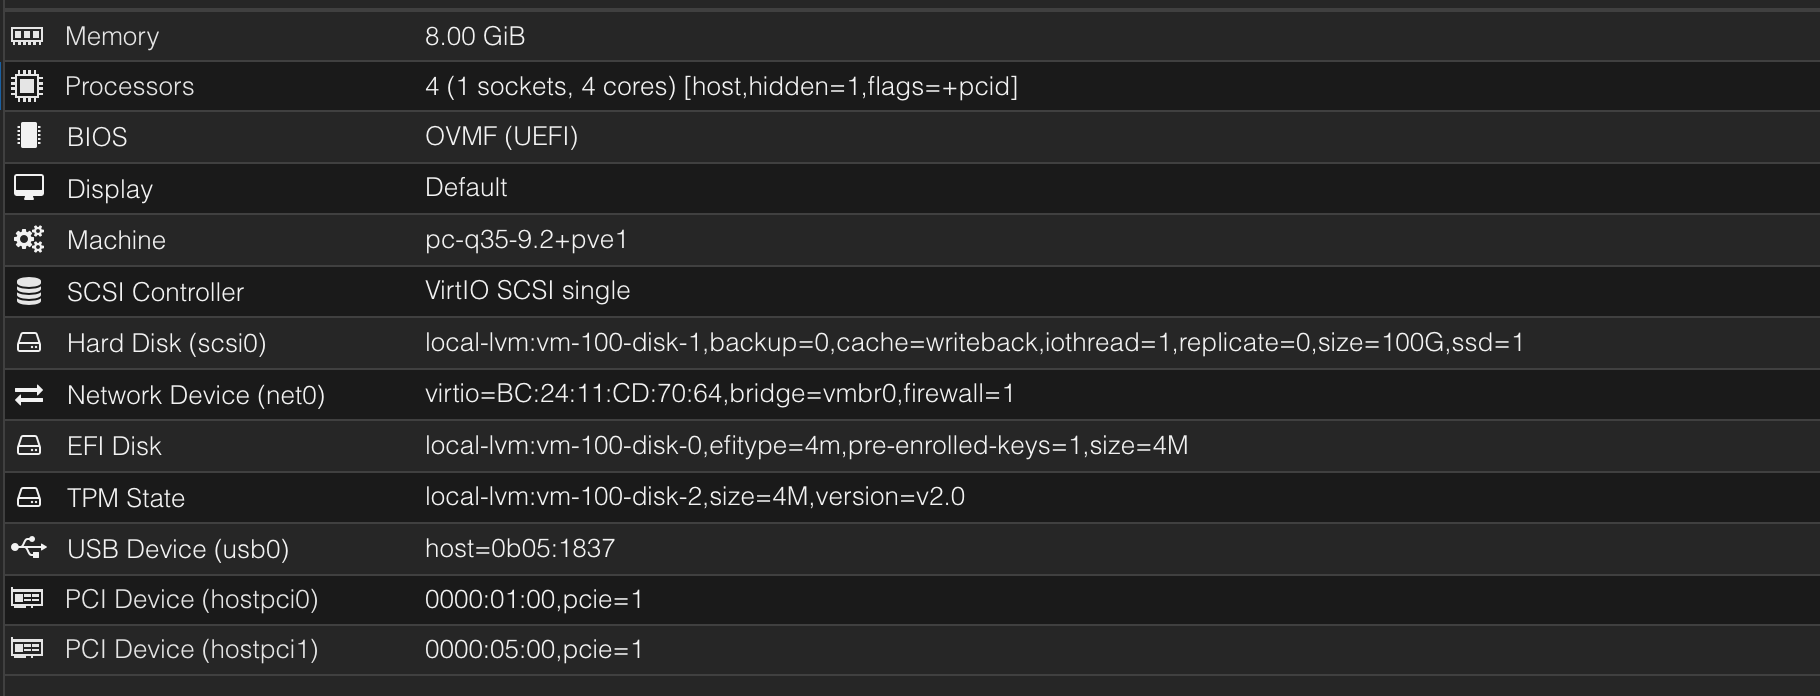 Memory 8.00 GiB
Processors 4 (1 sockets, 4 cores) [host,hidden=1,flags=+pcid]
BIOS OVMF (UEFI)
Display Default
Machine pc-q35-9.2+pve1
SCSI Controller VirtIO SCSI single
Hard Disk (scsi0) local-lvm:vm-100-disk-1,backup=0,cache=writeback,iothread=1,replicate=0,size=100G,ssd=1
Network Device (net0) virtio=BC:24:11:CD:70:64,bridge=vmbr0,firewall=1
EFI Disk local-lvm:vm-100-disk-0,efitype=4m,pre-enrolled-keys=1,size=4M
TPM State local-lvm:vm-100-disk-2,size=4M,version=v2.0
USB Device (usb0) host=0b05:1837
PCI Device (hostpci0) 0000:01:00,pcie=1
PCI Device (hostpci1) 0000:05:00,pcie=1